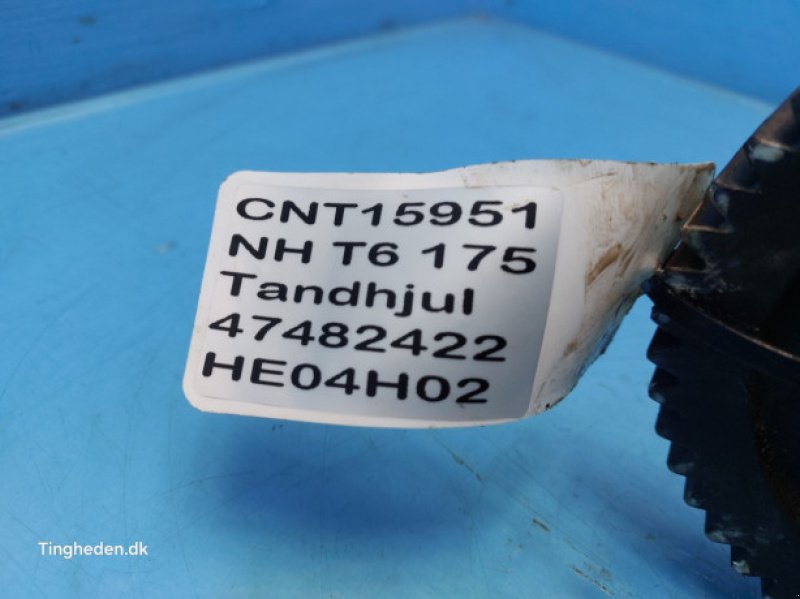 CNT15951
NH T6 175
Tandhjul
47482422
HE04H02
Tingheden.dk